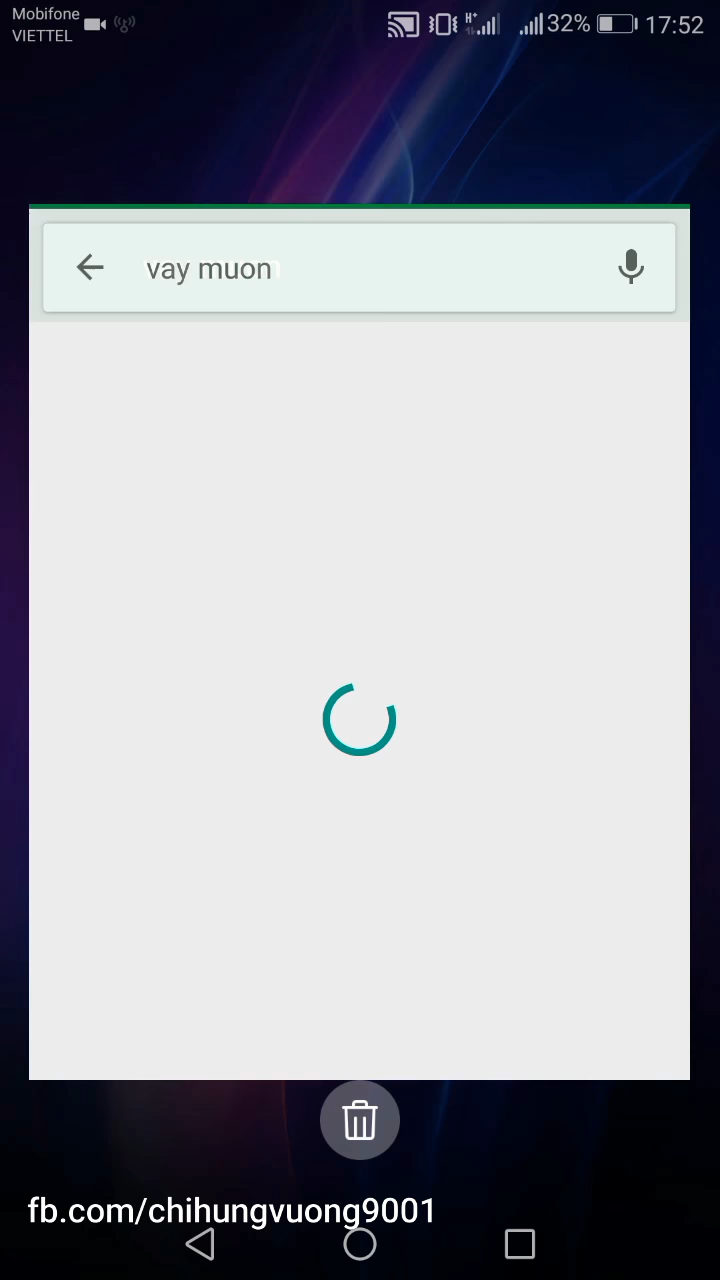 Mobifone
VIETTEL
H+
32%
17:52
vay muon
fb.com/chihungvuong9001